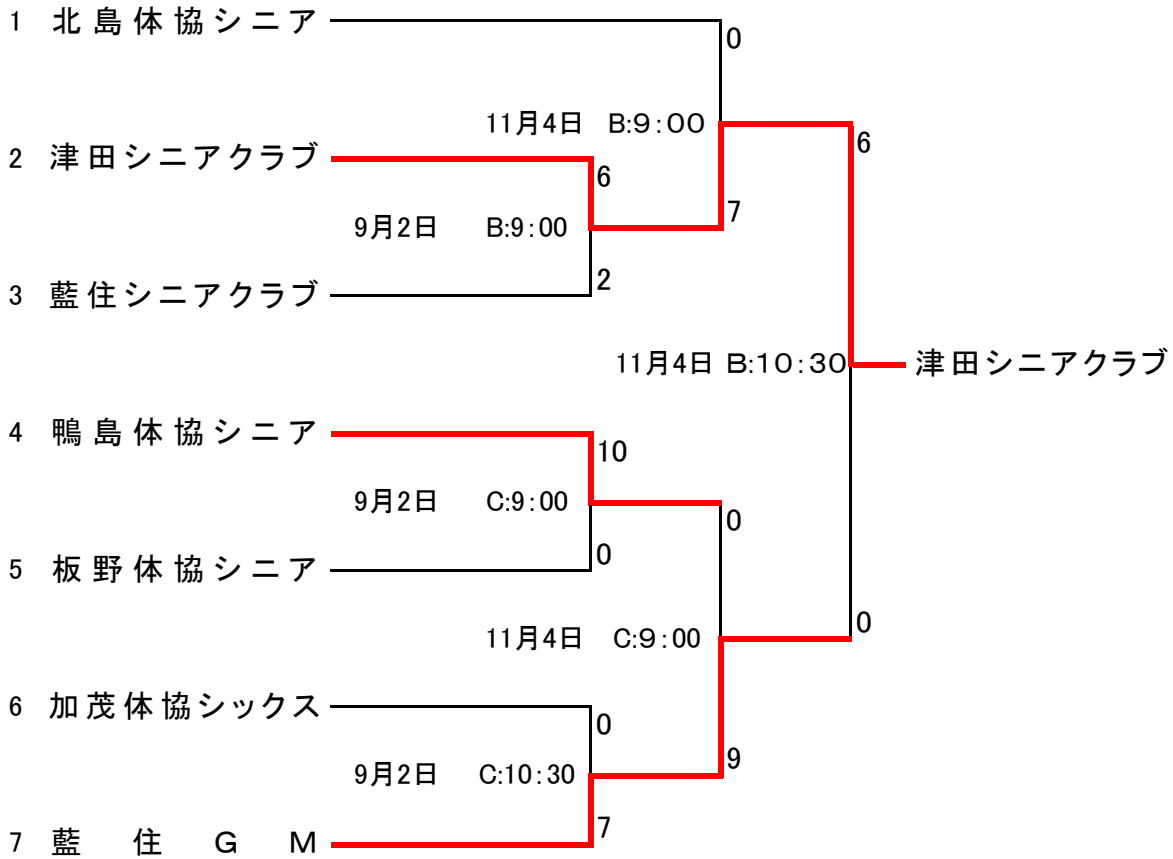 1 北島体協シニア
0
11月4日 B:9:00
2 津田シニアクラブ
6
6
7
9月2日 B:9:00
2
3 藍住シニアクラブ
11月4日 B:10:30
津田シニアクラブ
4 鴨島体協シニア
10
9月2日 C:9:00
0
0
5 板野体協シニア
11月4日 C:9:00
0
6 加茂体協シックス
0
9
9月2日 C:10:30
7
7 藍住GM